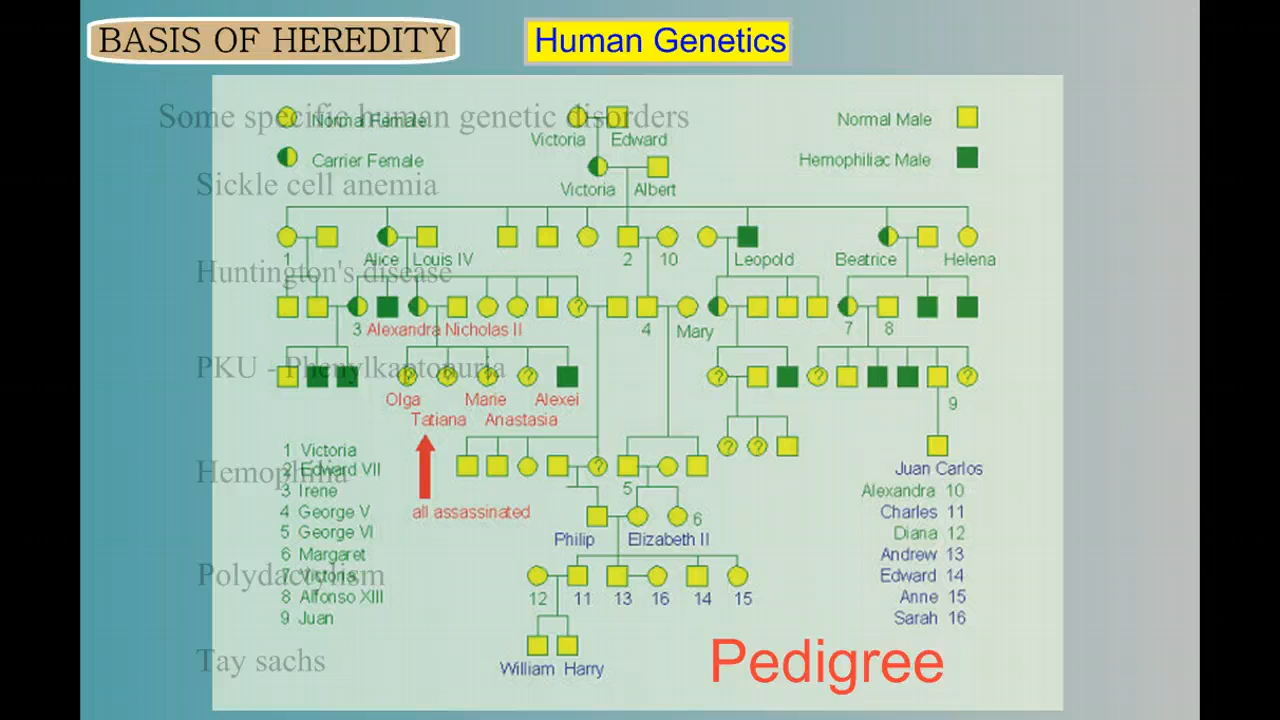 BASIS OF HEREDITY
Human Genetics
Some specific human genetic disorders
Normal Female
Normal Male
Victoria Edward
Carrier Female
Hemophiliac Male
Sickle cell anemia
Victoria Albert
1 Alice Louis IV 2 10 Leopold Beatrice Helena
Huntington's disease
3 Alexandra Nicholas II 4 Mary 7 8
? 
PKU - Phenylkaptonuria
? ? ? ? ? ? ?
Olga Marie Alexei 9
Tatiana Anastasia
? ?
1 Victoria
?
Hemophilia
2 Edward VII
Juan Carlos
3 Irene
5
Alexandra 10
4 George V
all assassinated
6
Charles 11
5 George VI
Philip Elizabeth II
Diana 12
6 Margaret
Andrew 13
Polydactylism
7 Victoria
Edward 14
8 Alfonso XIII
12 11 13 16 14 15
Anne 15
9 Juan
Sarah 16
Tay sachs
William Harry
Pedigree